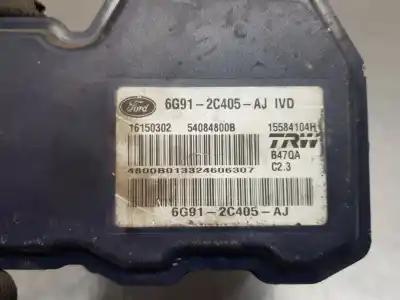 Ford 6G91-2C405-AJ IVD
16150302 54084800B 15584104H
TRW
B47QA
4800B013324606307 C2.3
6G91-2C405-AJ